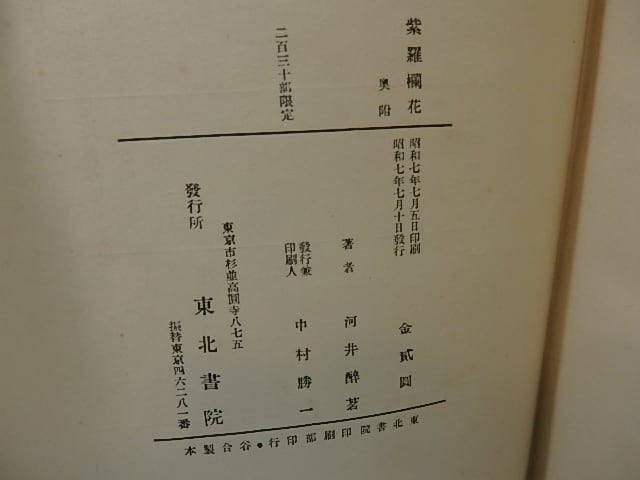 紫羅欄花
奥附
二百三十部限定
昭和七年七月五日印刷
昭和七年七月十日發行
金貳圓
著者 河井醉茗
發行兼
印刷人 中村勝一
東京市杉並高圓寺八七五
發行所 東北書院
振替東京四六二八一番
東北書院印刷部印行・谷合製本